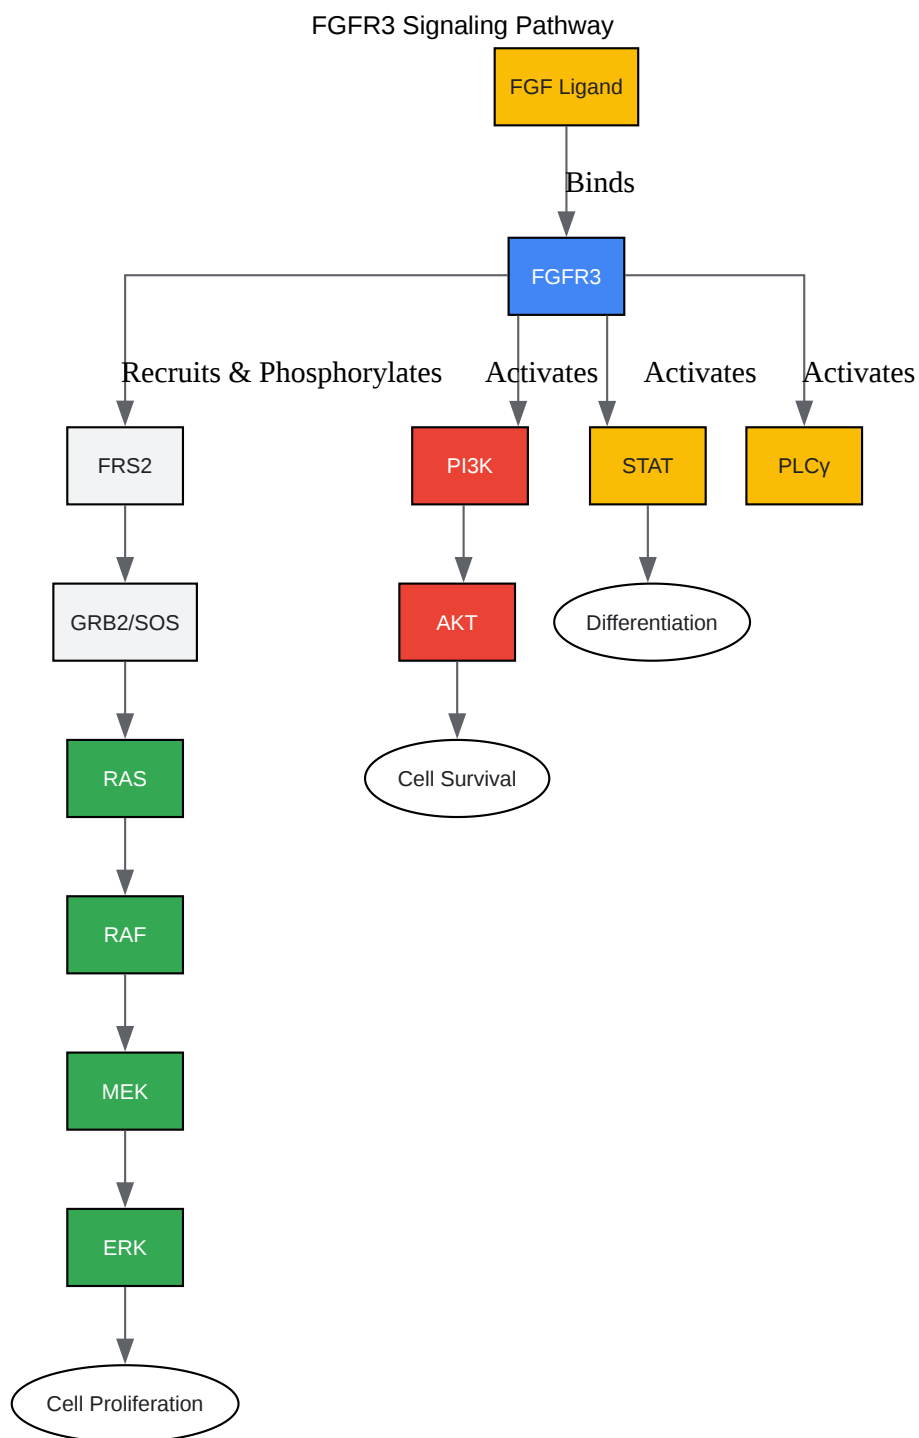 FGFR3 Signaling Pathway
FGF Ligand
Binds
FGFR3
Recruits & Phosphorylates
Activates
Activates
Activates
FRS2
PI3K
STAT
PLCγ
GRB2/SOS
AKT
Differentiation
RAS
Cell Survival
RAF
MEK
ERK
Cell Proliferation